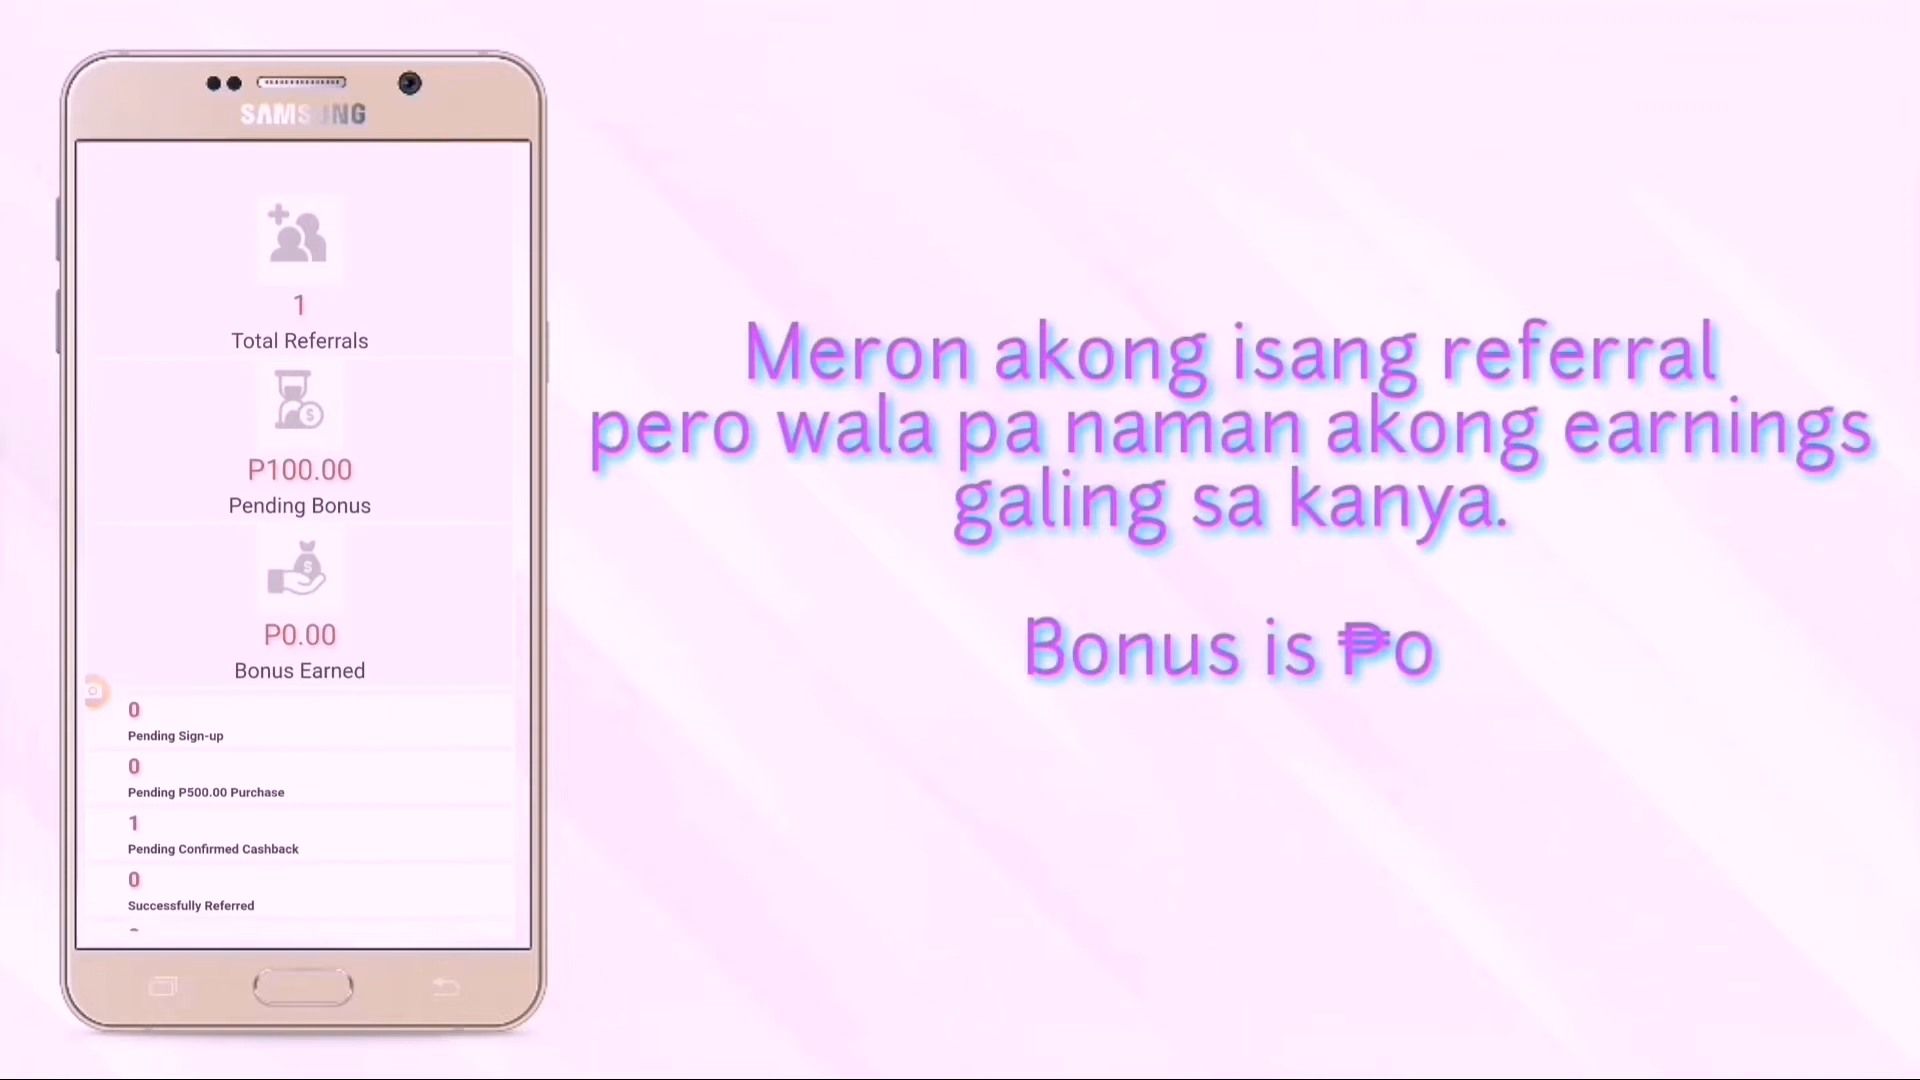 SAMSUNG
1
Total Referrals
P100.00
Pending Bonus
P0.00
Bonus Earned
0
Pending Sign-up
0
Pending P500.00 Purchase
1
Pending Confirmed Cashback
0
Successfully Referred
Meron akong isang referral
pero wala pa naman akong earnings
galing sa kanya.
Bonus is ₱0